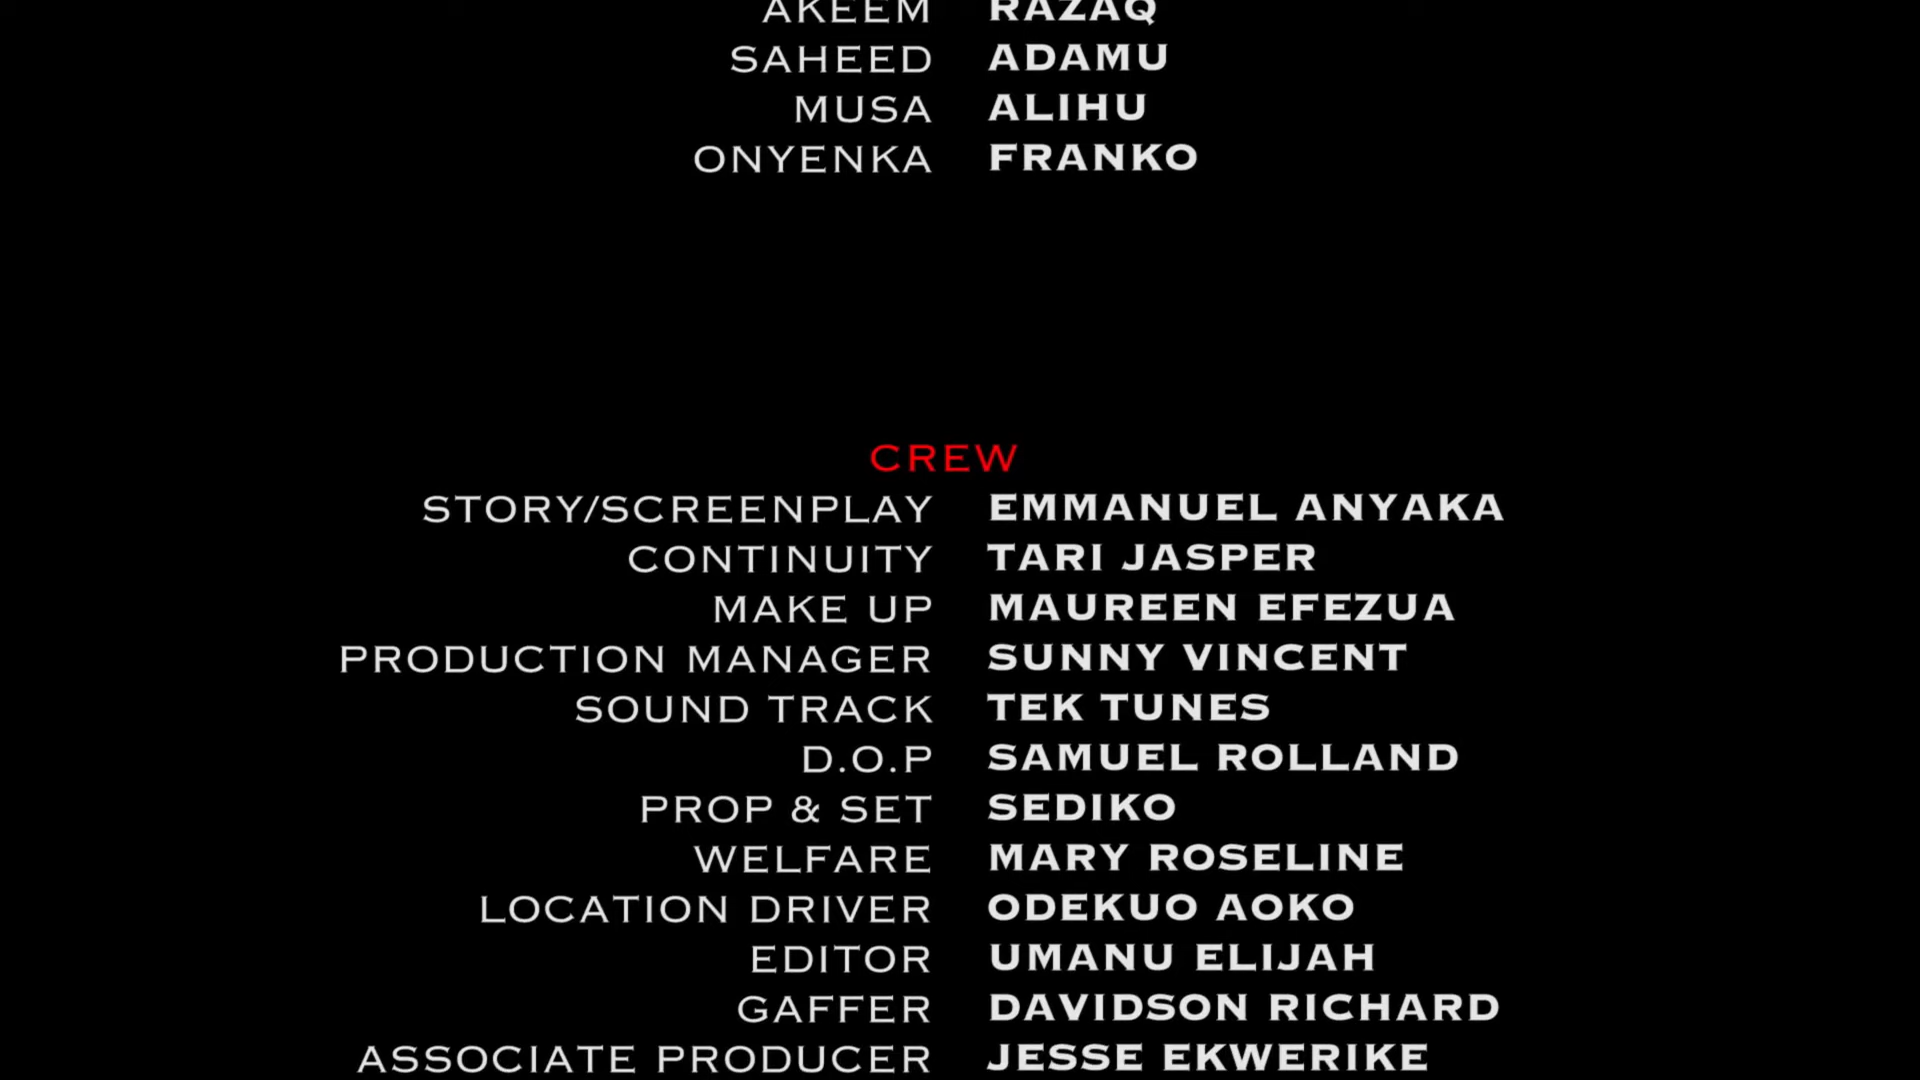 AKEEM RAZAQ
SAHEED ADAMU
MUSA ALIHU
ONYENKA FRANKO
CREW
STORY/SCREENPLAY EMMANUEL ANYAKA
CONTINUITY TARI JASPER
MAKE UP MAUREEN EFEZUA
PRODUCTION MANAGER SUNNY VINCENT
SOUND TRACK TEK TUNES
D.O.P SAMUEL ROLLAND
PROP & SET SEDIKO
WELFARE MARY ROSELINE
LOCATION DRIVER ODEKUO AOKO
EDITOR UMANU ELIJAH
GAFFER DAVIDSON RICHARD
ASSOCIATE PRODUCER JESSE EKWERIKE